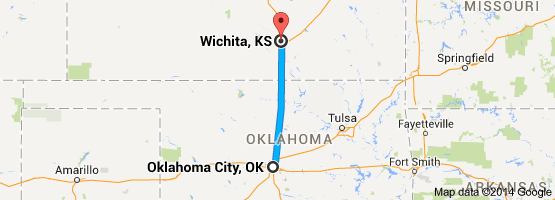 MISSOURI
Wichita, KS
Springfield
Tulsa
Fayetteville
OKLAHOMA
Amarillo
Oklahoma City, OK
Fort Smith
ARKANSAS
Map data ©2014 Google